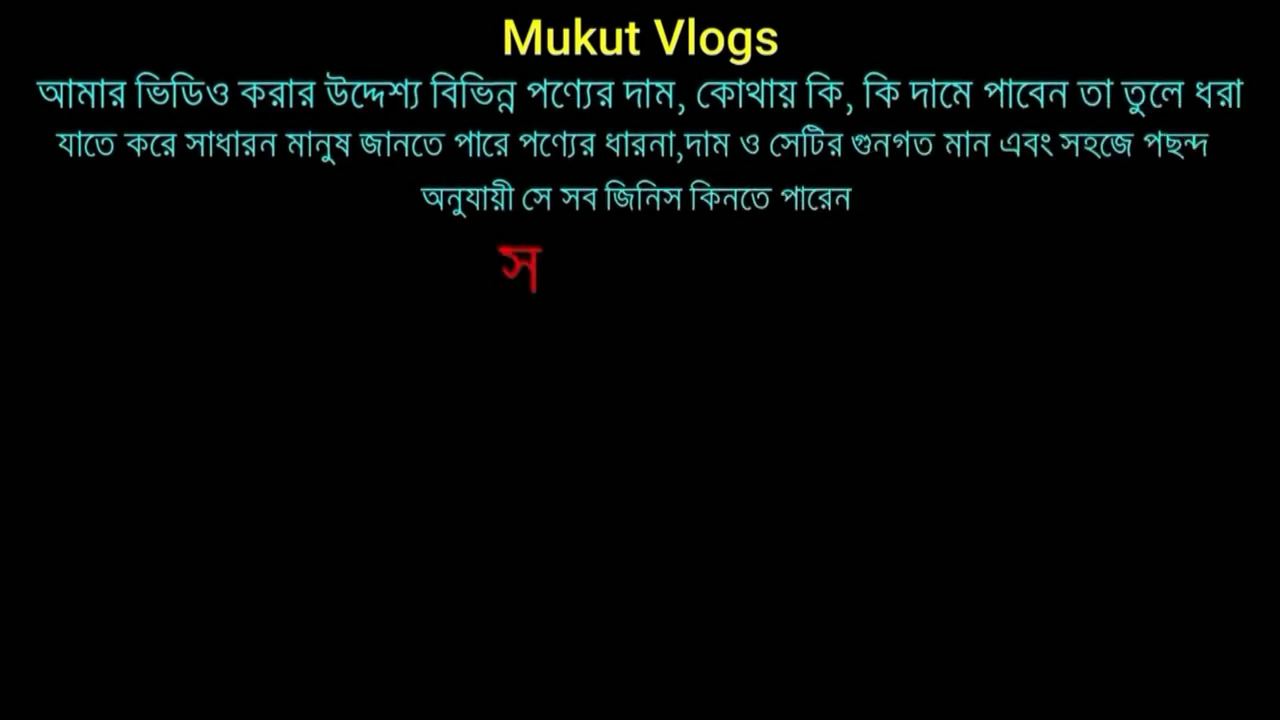 Mukut Vlogs
আমার ভিডিও করার উদ্দেশ্য বিভিন্ন পণ্যের দাম, কোথায় কি, কি দামে পাবেন তা তুলে ধরা
যাতে করে সাধারন মানুষ জানতে পারে পণ্যের ধারনা,দাম ও সেটির গুনগত মান এবং সহজে পছন্দ
অনুযায়ী সে সব জিনিস কিনতে পারেন
স